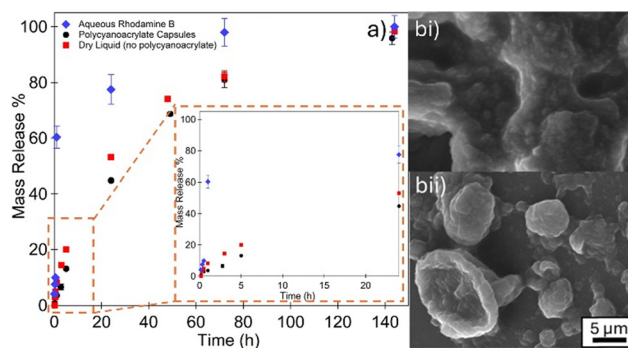 Aqueous Rhodamine B
Polycyanoacrylate Capsules
Dry Liquid (no polycyanoacrylate)
a)
Mass Release %
100
80
60
40
20
0
0 20 40 60 80 100 120 140 160
Time (h)
Mass Release %
100
80
60
40
20
0
0 5 10 15 20
Time (h)
bi)
bii)
5 µm